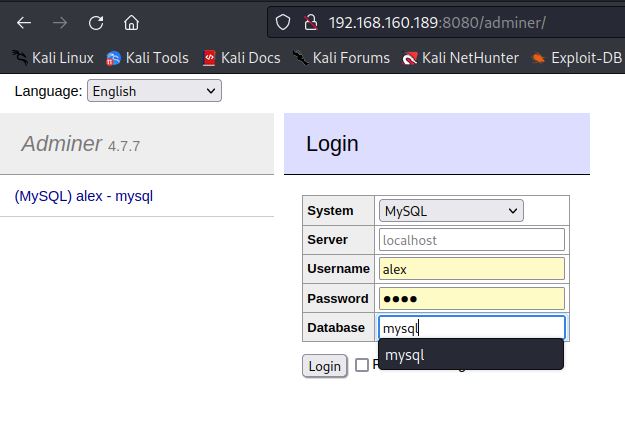 192.168.160.189:8080/adminer/
Kali Linux Kali Tools Kali Docs Kali Forums Kali NetHunter Exploit-DB
Language: English
Adminer 4.7.7
Login
(MySQL) alex - mysql
System MySQL
Server localhost
Username alex
Password ●●●●
Database mysql
mysql
Login